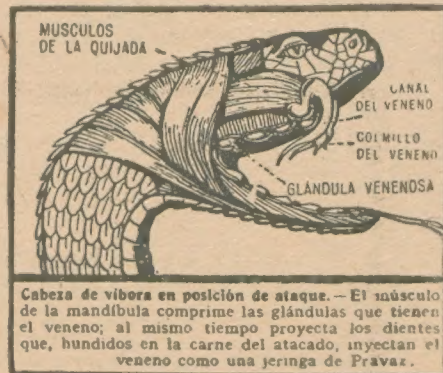 MUSCULOS
DE LA QUIJADA
CANAL
DEL VENENO
COLMILLO
DEL VENENO
GLÁNDULA VENENOSA
Cabeza de víbora en posición de ataque.—El músculo
de la mandíbula comprime las glándulas que tienen
el veneno; al mismo tiempo proyecta los dientes
que, hundidos en la carne del atacado, inyectan el
veneno como una jeringa de Pravaz.